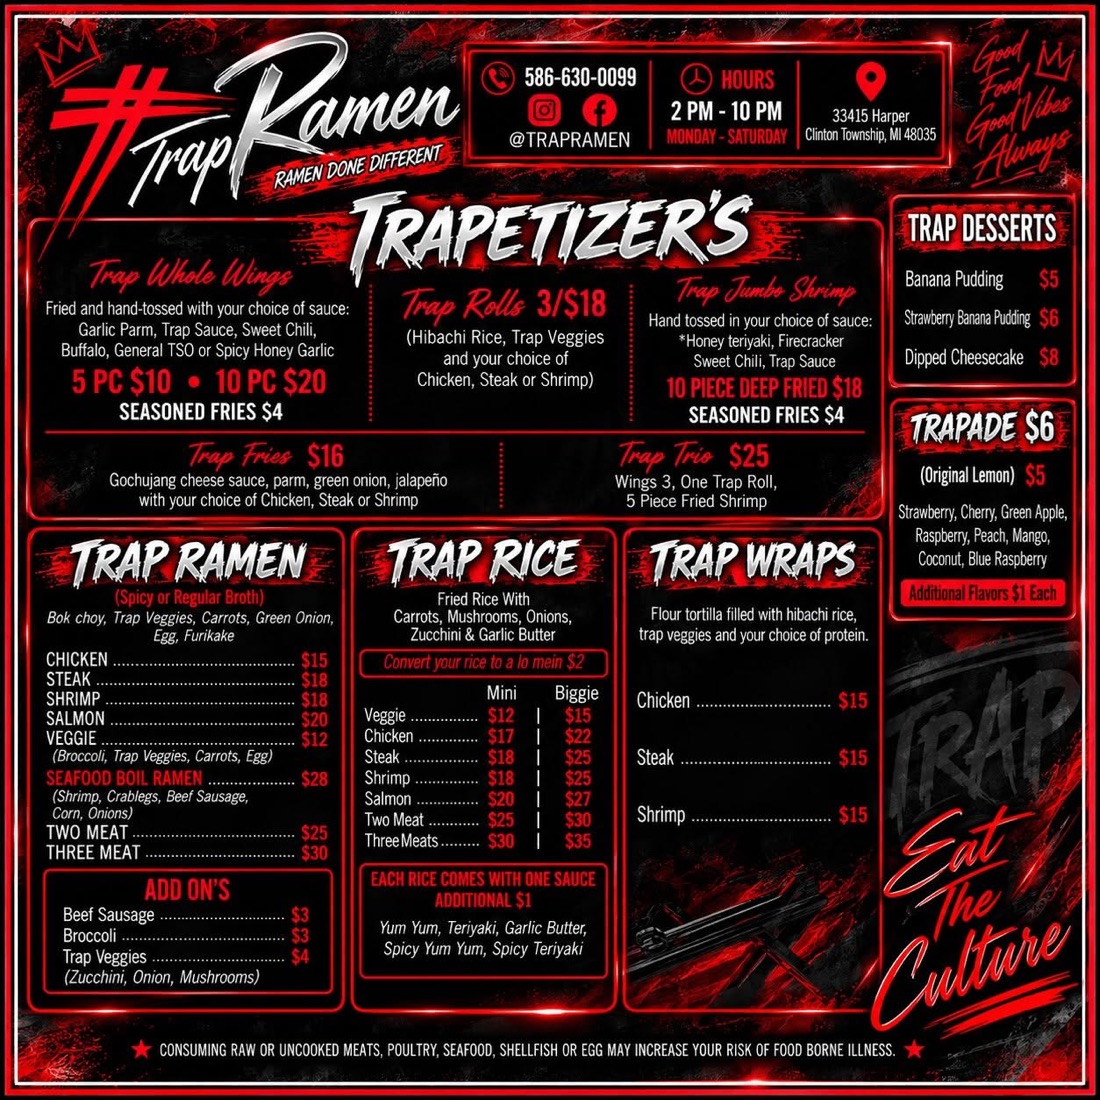 #TrapRamen
RAMEN DONE DIFFERENT
586-630-0099
@TRAPRAMEN
HOURS
2 PM - 10 PM
MONDAY - SATURDAY
33415 Harper
Clinton Township, MI 48035
Good
Food
Good Vibes
Always
TRAPETIZER'S
Trap Whole Wings
Fried and hand-tossed with your choice of sauce:
Garlic Parm, Trap Sauce, Sweet Chili,
Buffalo, General TSO or Spicy Honey Garlic
5 PC $10 • 10 PC $20
SEASONED FRIES $4
Trap Rolls 3/$18
(Hibachi Rice, Trap Veggies
and your choice of
Chicken, Steak or Shrimp)
Trap Jumbo Shrimp
Hand tossed in your choice of sauce:
*Honey teriyaki, Firecracker
Sweet Chili, Trap Sauce
10 PIECE DEEP FRIED $18
SEASONED FRIES $4
Trap Fries $16
Gochujang cheese sauce, parm, green onion, jalapeño
with your choice of Chicken, Steak or Shrimp
Trap Trio $25
Wings 3, One Trap Roll,
5 Piece Fried Shrimp
TRAP DESSERTS
Banana Pudding $5
Strawberry Banana Pudding $6
Dipped Cheesecake $8
TRAPADE $6
(Original Lemon) $5
Strawberry, Cherry, Green Apple,
Raspberry, Peach, Mango,
Coconut, Blue Raspberry
Additional Flavors $1 Each
TRAP RAMEN
(Spicy or Regular Broth)
Bok choy, Trap Veggies, Carrots, Green Onion,
Egg, Furikake
CHICKEN $15
STEAK $18
SHRIMP $18
SALMON $20
VEGGIE $12
(Broccoli, Trap Veggies, Carrots, Egg)
SEAFOOD BOIL RAMEN $28
(Shrimp, Crablegs, Beef Sausage,
Corn, Onions)
TWO MEAT $25
THREE MEAT $30
ADD ON'S
Beef Sausage $3
Broccoli $3
Trap Veggies $4
(Zucchini, Onion, Mushrooms)
TRAP RICE
Fried Rice With
Carrots, Mushrooms, Onions,
Zucchini & Garlic Butter
Convert your rice to a lo mein $2
Mini Biggie
Veggie $12 | $15
Chicken $17 | $22
Steak $18 | $25
Shrimp $18 | $25
Salmon $20 | $27
Two Meat $25 | $30
Three Meats $30 | $35
EACH RICE COMES WITH ONE SAUCE
ADDITIONAL $1
Yum Yum, Teriyaki, Garlic Butter,
Spicy Yum Yum, Spicy Teriyaki
TRAP WRAPS
Flour tortilla filled with hibachi rice,
trap veggies and your choice of protein.
Chicken $15
Steak $15
Shrimp $15
TRAP
Eat
The
Culture
CONSUMING RAW OR UNCOOKED MEATS, POULTRY, SEAFOOD, SHELLFISH OR EGG MAY INCREASE YOUR RISK OF FOOD BORNE ILLNESS.